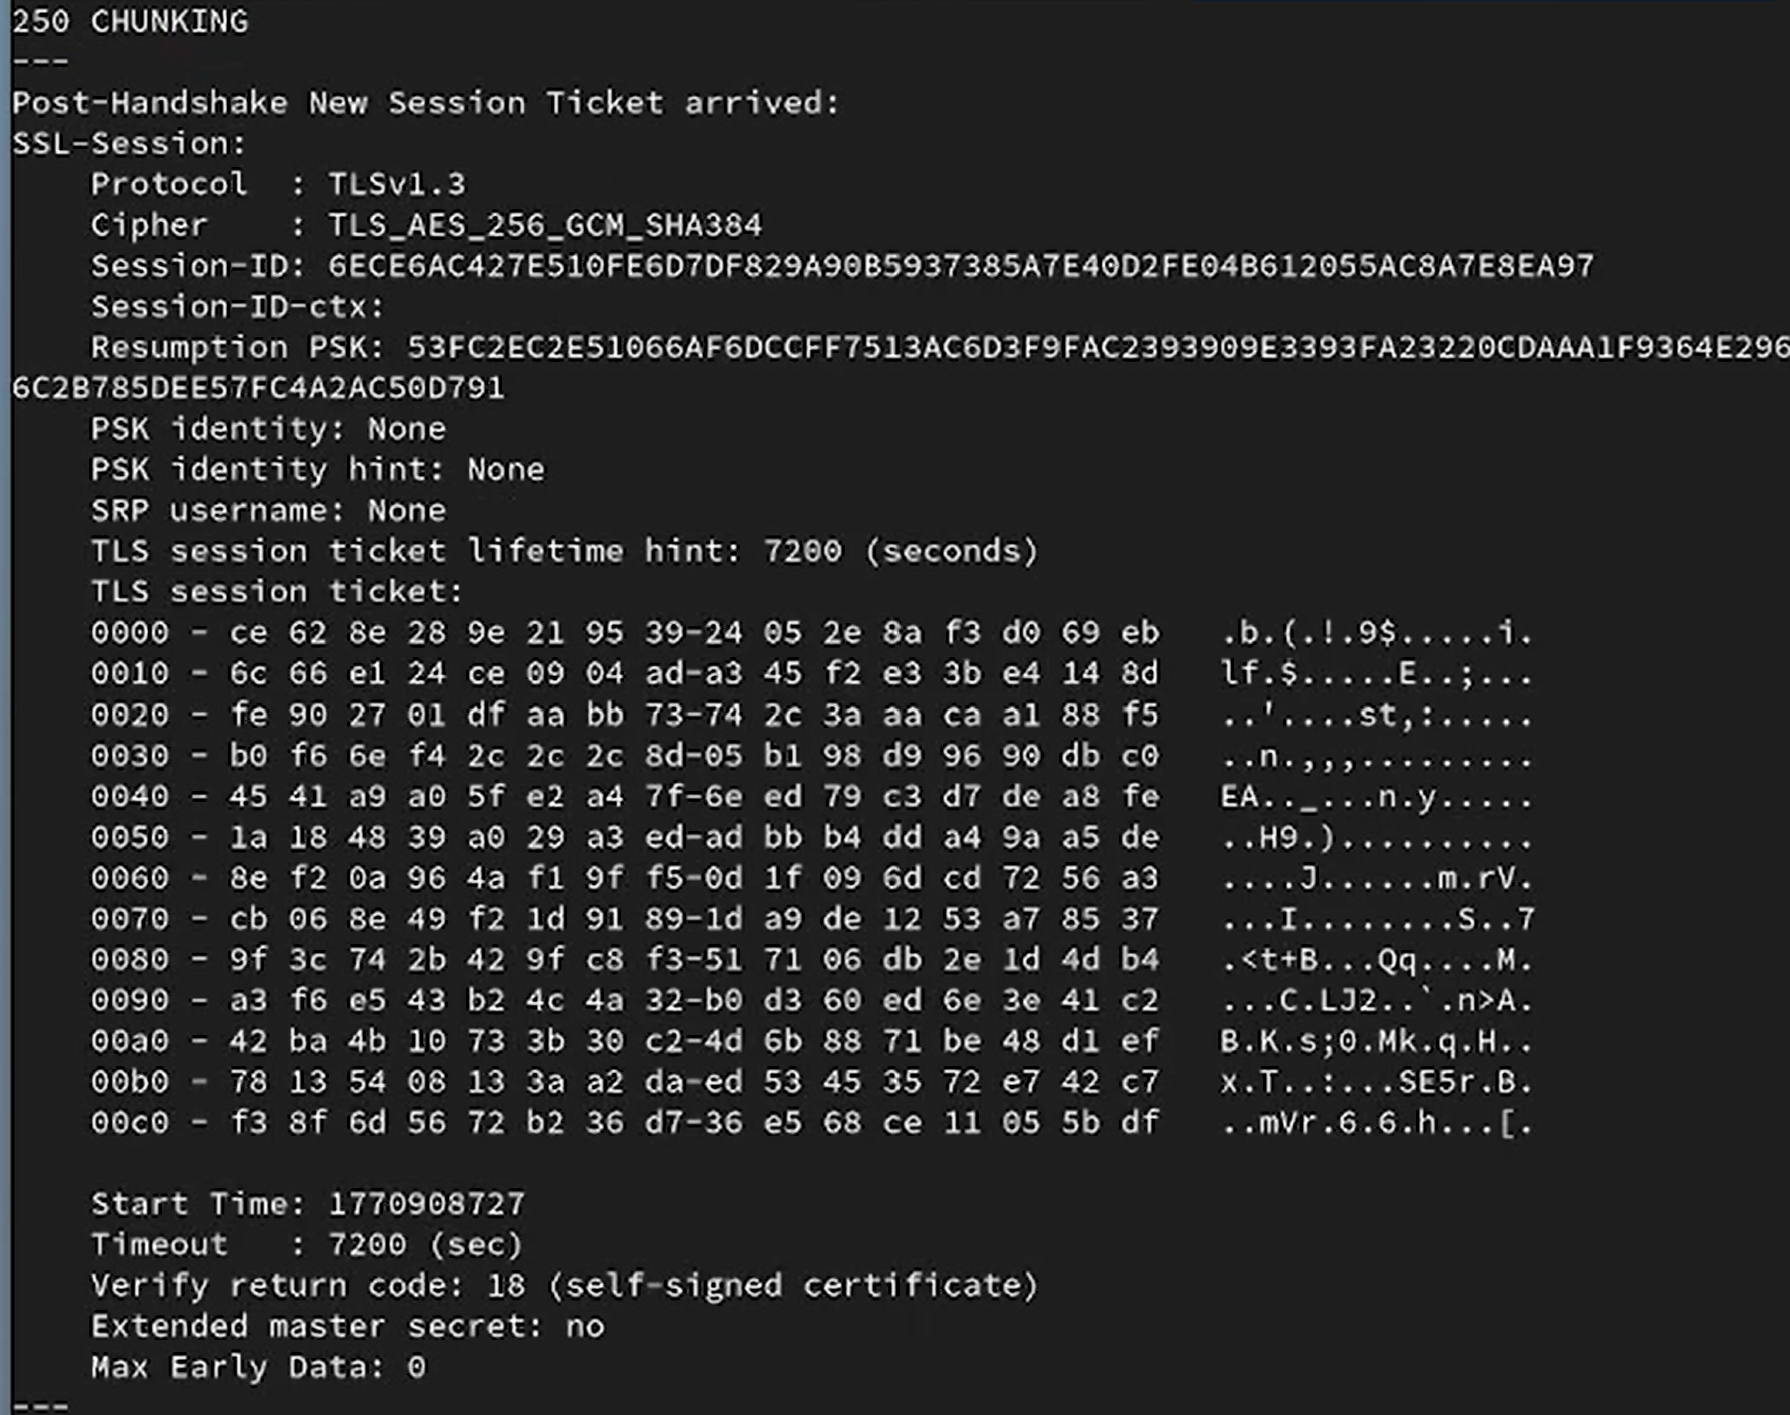 250 CHUNKING
---
Post-Handshake New Session Ticket arrived:
SSL-Session:
    Protocol  : TLSv1.3
    Cipher    : TLS_AES_256_GCM_SHA384
    Session-ID: 6ECE6AC427E510FE6D7DF829A90B5937385A7E40D2FE04B612055AC8A7E8EA97
    Session-ID-ctx:
    Resumption PSK: 53FC2EC2E51066AF6DCCFF7513AC6D3F9FAC2393909E3393FA23220CDAAA1F9364E296
6C2B785DEE57FC4A2AC50D791
    PSK identity: None
    PSK identity hint: None
    SRP username: None
    TLS session ticket lifetime hint: 7200 (seconds)
    TLS session ticket:
    0000 - ce 62 8e 28 9e 21 95 39-24 05 2e 8a f3 d0 69 eb   .b.(.!.9$.....i.
    0010 - 6c 66 e1 24 ce 09 04 ad-a3 45 f2 e3 3b e4 14 8d   lf.$.....E..;...
    0020 - fe 90 27 01 df aa bb 73-74 2c 3a aa ca a1 88 f5   ..'....st,:.....
    0030 - b0 f6 6e f4 2c 2c 2c 8d-05 b1 98 d9 96 90 db c0   ..n.,,,.........
    0040 - 45 41 a9 a0 5f e2 a4 7f-6e ed 79 c3 d7 de a8 fe   EA.._...n.y.....
    0050 - 1a 18 48 39 a0 29 a3 ed-ad bb b4 dd a4 9a a5 de   ..H9.)..........
    0060 - 8e f2 0a 96 4a f1 9f f5-0d 1f 09 6d cd 72 56 a3   ....J......m.rV.
    0070 - cb 06 8e 49 f2 1d 91 89-1d a9 de 12 53 a7 85 37   ...I........S..7
    0080 - 9f 3c 74 2b 42 9f c8 f3-51 71 06 db 2e 1d 4d b4   .<t+B...Qq....M.
    0090 - a3 f6 e5 43 b2 4c 4a 32-b0 d3 60 ed 6e 3e 41 c2   ...C.LJ2..`.n>A.
    00a0 - 42 ba 4b 10 73 3b 30 c2-4d 6b 88 71 be 48 d1 ef   B.K.s;0.Mk.q.H..
    00b0 - 78 13 54 08 13 3a a2 da-ed 53 45 35 72 e7 42 c7   x.T..:...SE5r.B.
    00c0 - f3 8f 6d 56 72 b2 36 d7-36 e5 68 ce 11 05 5b df   ..mVr.6.6.h...[.

    Start Time: 1770908727
    Timeout   : 7200 (sec)
    Verify return code: 18 (self-signed certificate)
    Extended master secret: no
    Max Early Data: 0
---